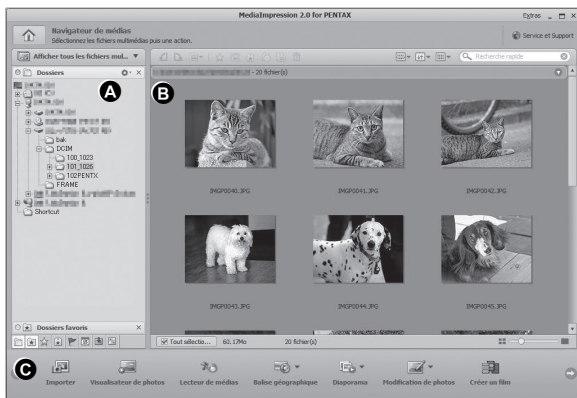 MediaImpression 2.0 for PENTAX
Extras
Navigateur de médias
Sélectionnez les fichiers multimédias puis une action.
Service et Support
Afficher tous les fichiers mul...
Recherche rapide
Dossiers
- 20 fichier(s)
A
B
bak
DCIM
100_1023
101_1026
102PENTX
FRAME
Shortcut
IMGP0040.JPG
IMGP0041.JPG
IMGP0042.JPG
IMGP0043.JPG
IMGP0044.JPG
IMGP0045.JPG
Dossiers favoris
Tout sélectio...
60.17Mo
20 fichier(s)
C
Importer
Visualisateur de photos
Lecteur de médias
Balise géographique
Diaporama
Modification de photos
Créer un film